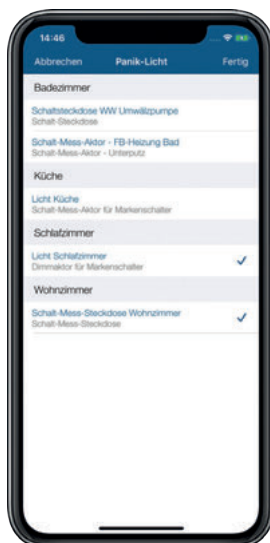 14:46
Abbrechen Panik-Licht Fertig
Badezimmer
Schaltsteckdose WW Umwälzpumpe
Schalt-Steckdose
Schalt-Mess-Aktor - FB-Heizung Bad
Schalt-Mess-Aktor - Unterputz
Küche
Licht Küche
Schalt-Mess-Aktor für Markenschalter
Schlafzimmer
Licht Schlafzimmer
Dimmaktor für Markenschalter
Wohnzimmer
Schalt-Mess-Steckdose Wohnzimmer
Schalt-Mess-Steckdose